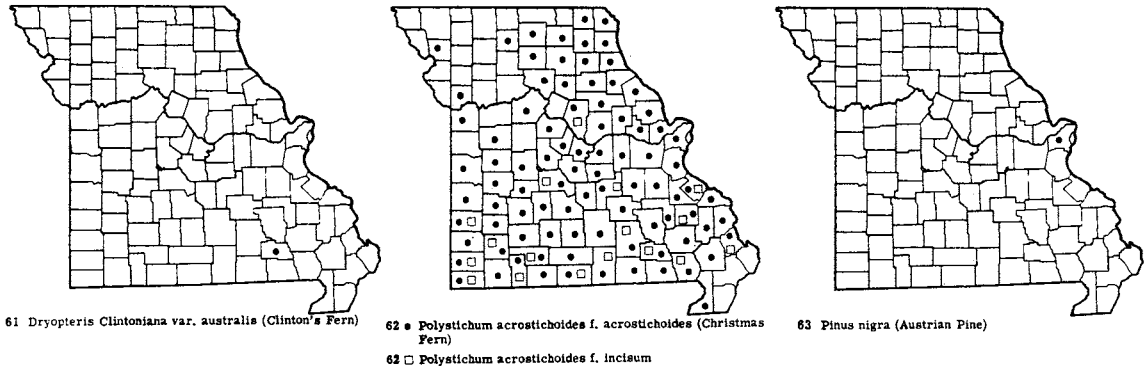 61 Dryopteris Clintoniana var. australis (Clinton's Fern)
62 ● Polystichum acrostichoides f. acrostichoides (Christmas
Fern)
62 □ Polystichum acrostichoides f. incisum
63 Pinus nigra (Austrian Pine)